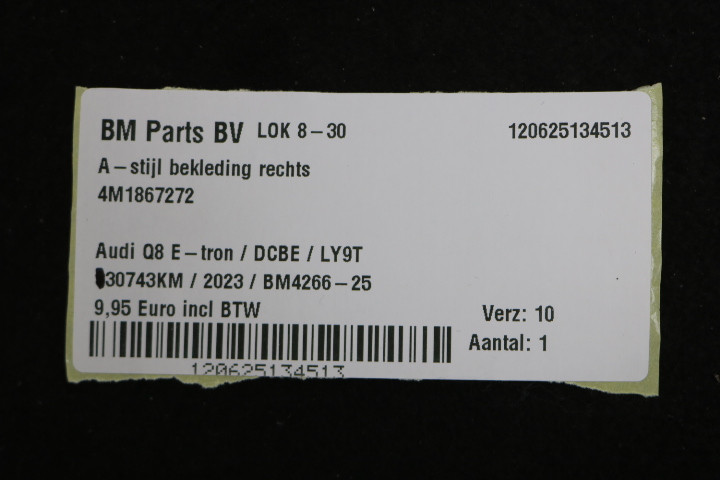 BM Parts BV LOK 8-30 120625134513
A-stijl bekleding rechts
4M1867272
Audi Q8 E-tron / DCBE / LY9T
30743KM / 2023 / BM4266-25
9,95 Euro incl BTW Verz: 10
Aantal: 1
120625134513